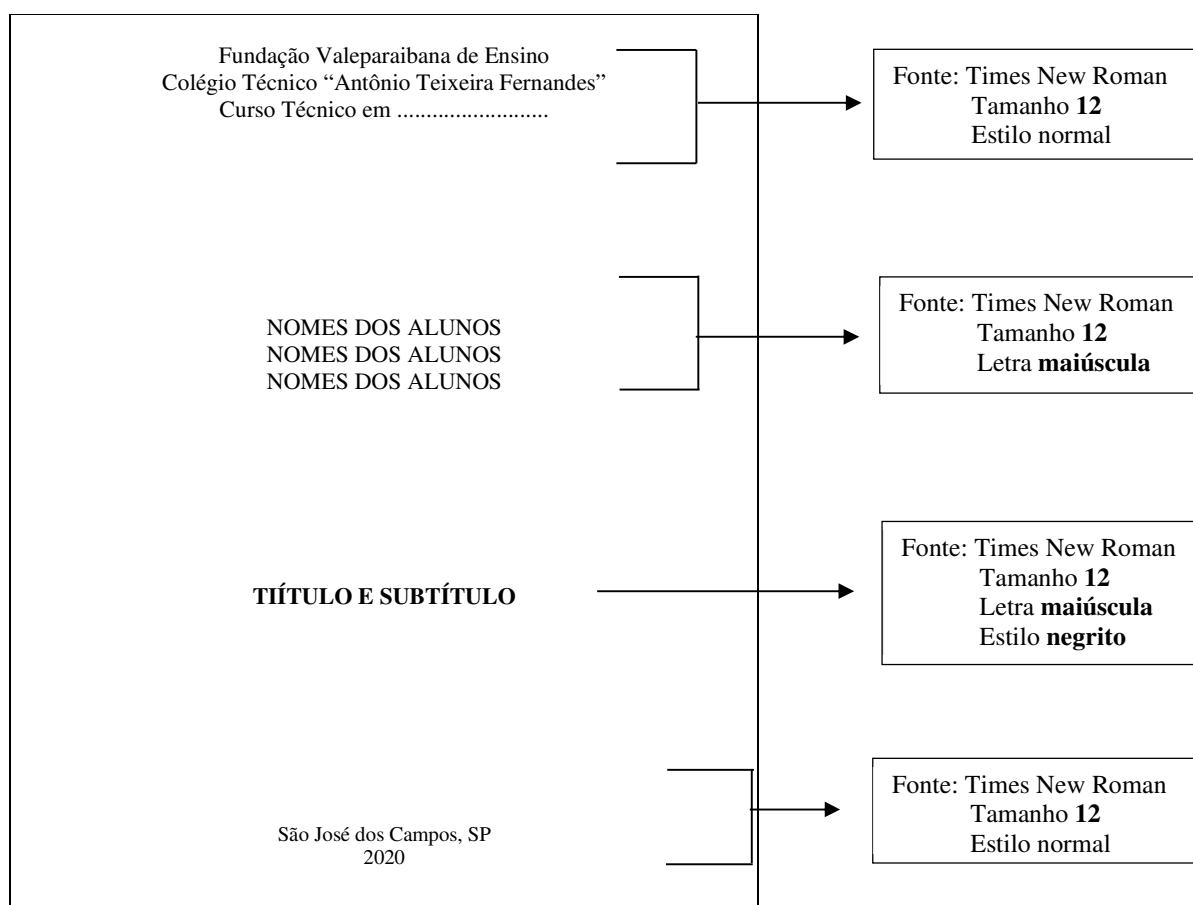 Fundação Valeparaibana de Ensino
Colégio Técnico “Antônio Teixeira Fernandes”
Curso Técnico em ..........................
Fonte: Times New Roman
Tamanho 12
Estilo normal
NOMES DOS ALUNOS
NOMES DOS ALUNOS
NOMES DOS ALUNOS
Fonte: Times New Roman
Tamanho 12
Letra maiúscula
TIÍTULO E SUBTÍTULO
Fonte: Times New Roman
Tamanho 12
Letra maiúscula
Estilo negrito
São José dos Campos, SP
2020
Fonte: Times New Roman
Tamanho 12
Estilo normal